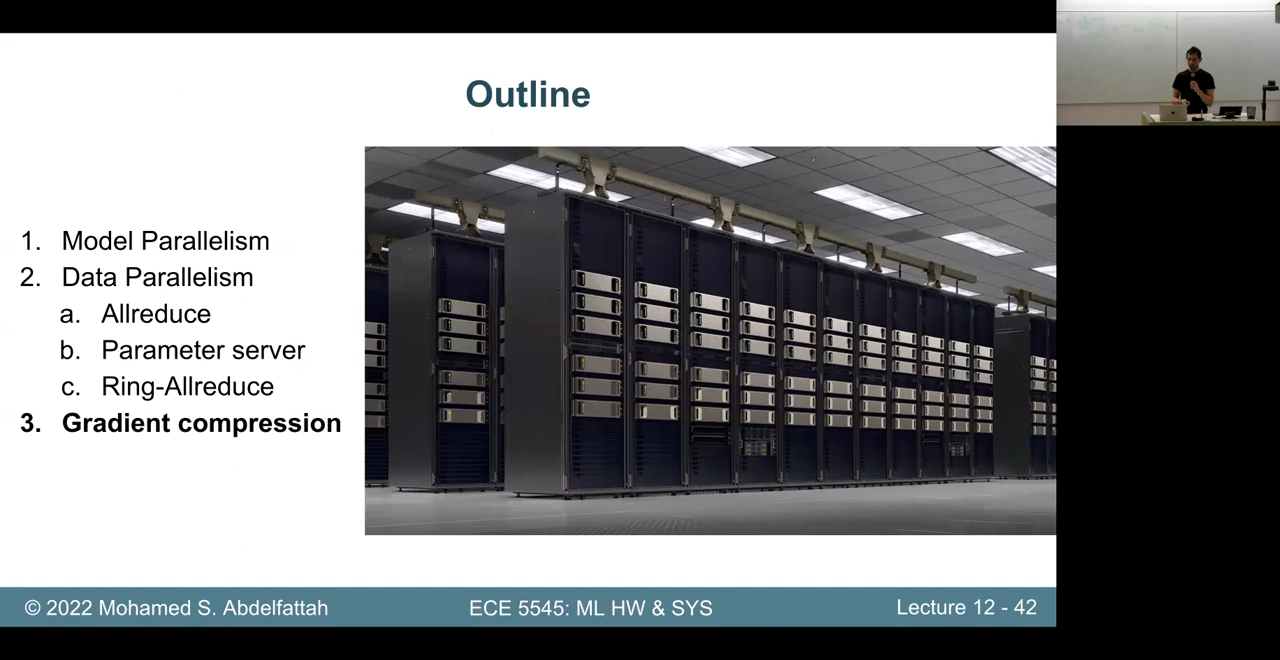 Outline
1. Model Parallelism
2. Data Parallelism
a. Allreduce
b. Parameter server
c. Ring-Allreduce
3. Gradient compression
© 2022 Mohamed S. Abdelfattah
ECE 5545: ML HW & SYS
Lecture 12 - 42